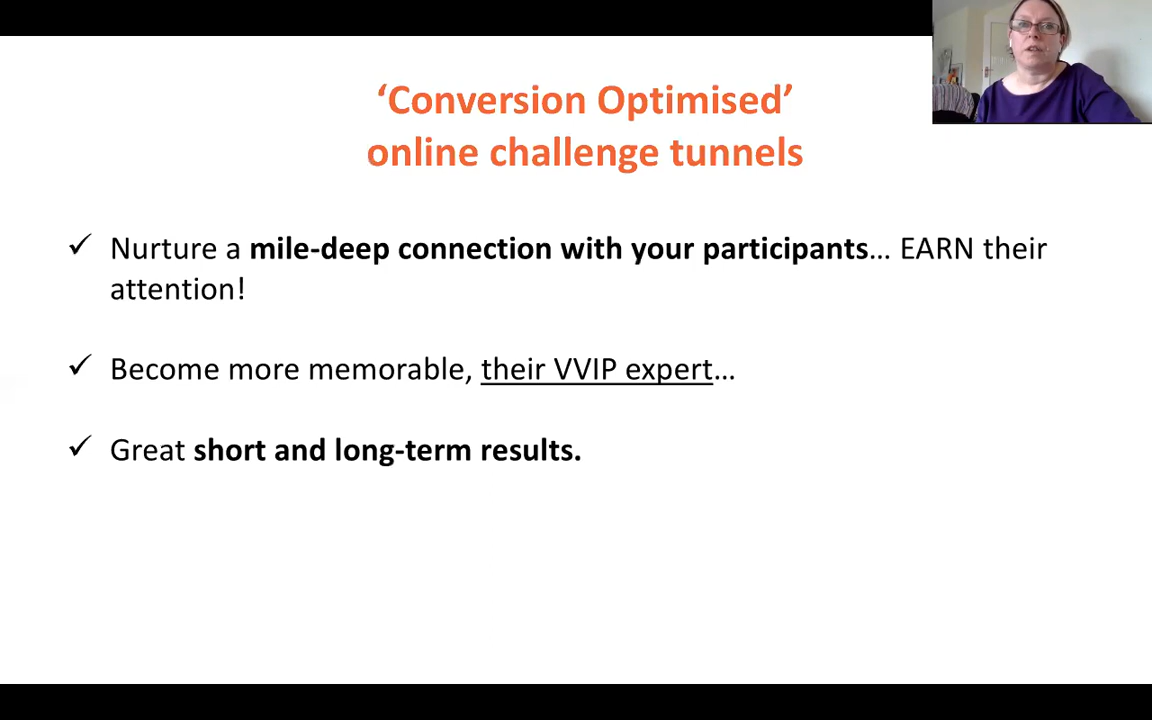 ‘Conversion Optimised’
online challenge tunnels
✓ Nurture a mile-deep connection with your participants… EARN their
attention!
✓ Become more memorable, their VVIP expert…
✓ Great short and long-term results.